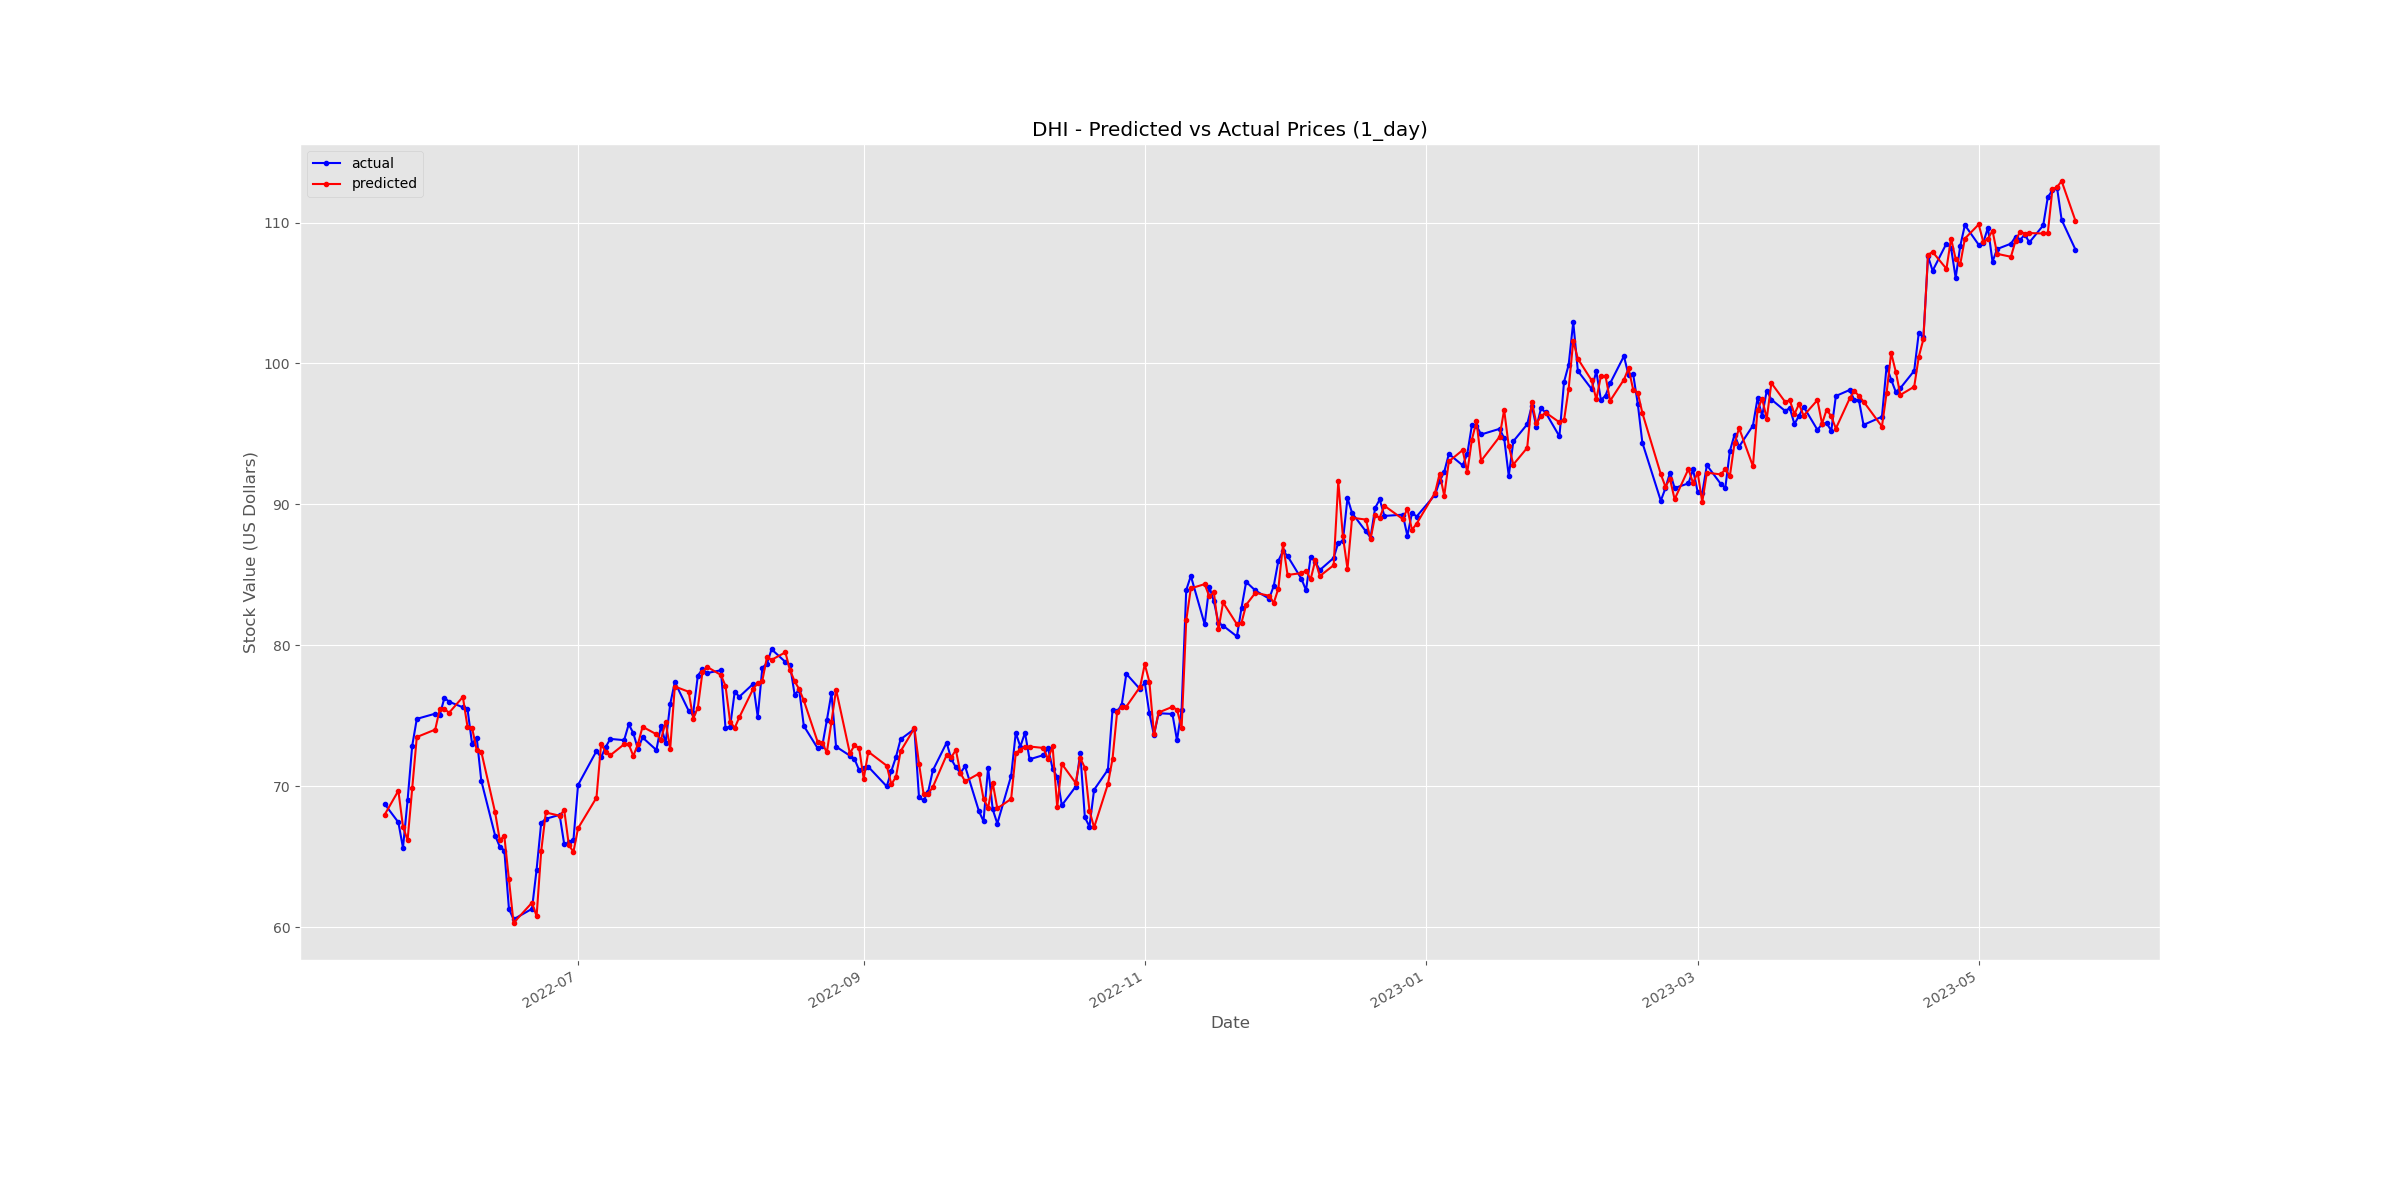 DHI - Predicted vs Actual Prices (1_day)
actual
predicted
110
100
90
80
70
60
Stock Value (US Dollars)
2022-07
2022-09
2022-11
2023-01
2023-03
2023-05
Date